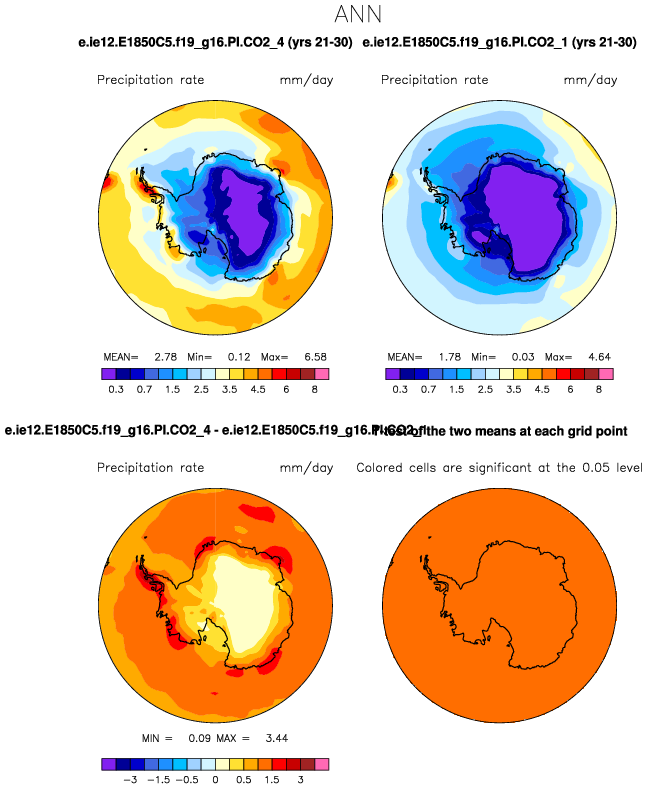 ANN
e.ie12.E1850C5.f19_g16.PI.CO2_4 (yrs 21-30) e.ie12.E1850C5.f19_g16.PI.CO2_1 (yrs 21-30)
Precipitation rate mm/day Precipitation rate mm/day
MEAN= 2.78 Min= 0.12 Max= 6.58 MEAN= 1.78 Min= 0.03 Max= 4.64
0.3 0.7 1.5 2.5 3.5 4.5 6 8 0.3 0.7 1.5 2.5 3.5 4.5 6 8
e.ie12.E1850C5.f19_g16.PI.CO2_4 - e.ie12.E1850C5.f19_g16.PI.CO2_1 T-test of the two means at each grid point
Precipitation rate mm/day Colored cells are significant at the 0.05 level
MIN = 0.09 MAX = 3.44
-3 -1.5 -0.5 0 0.5 1.5 3